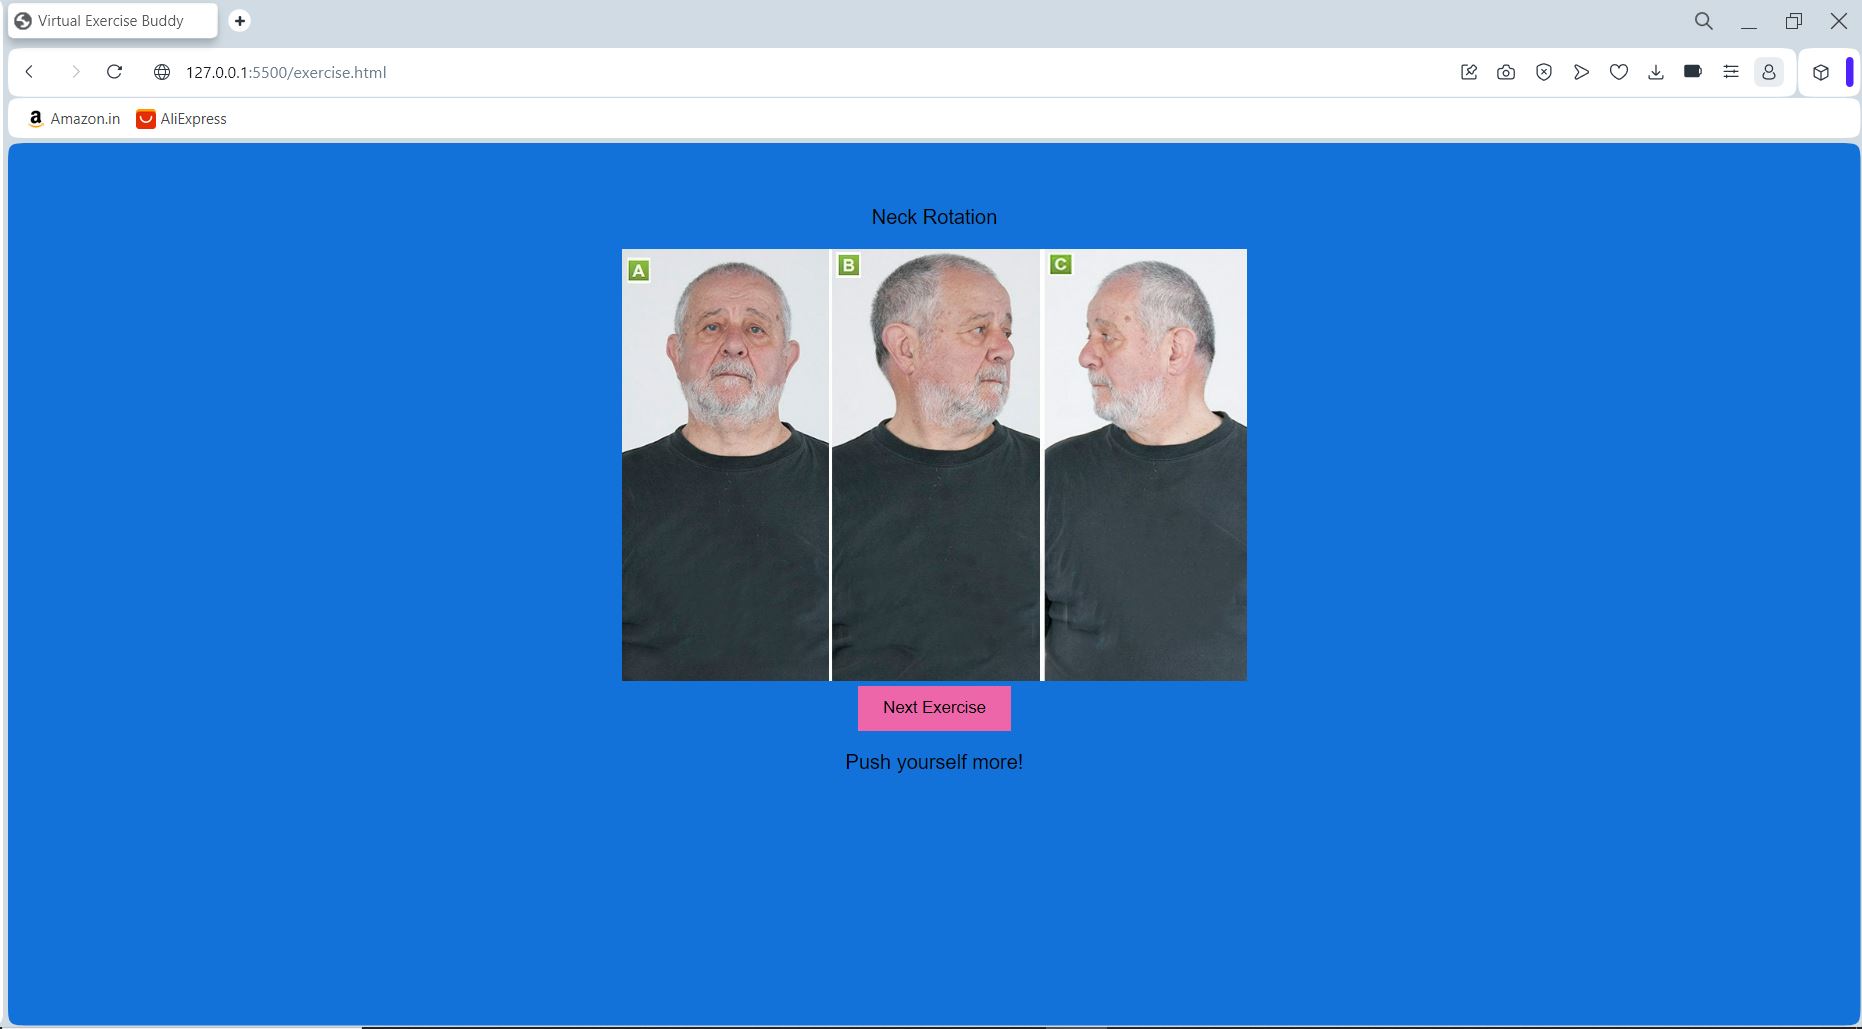 Virtual Exercise Buddy
127.0.0.1:5500/exercise.html
Amazon.in AliExpress
Neck Rotation
A B C
Next Exercise
Push yourself more!